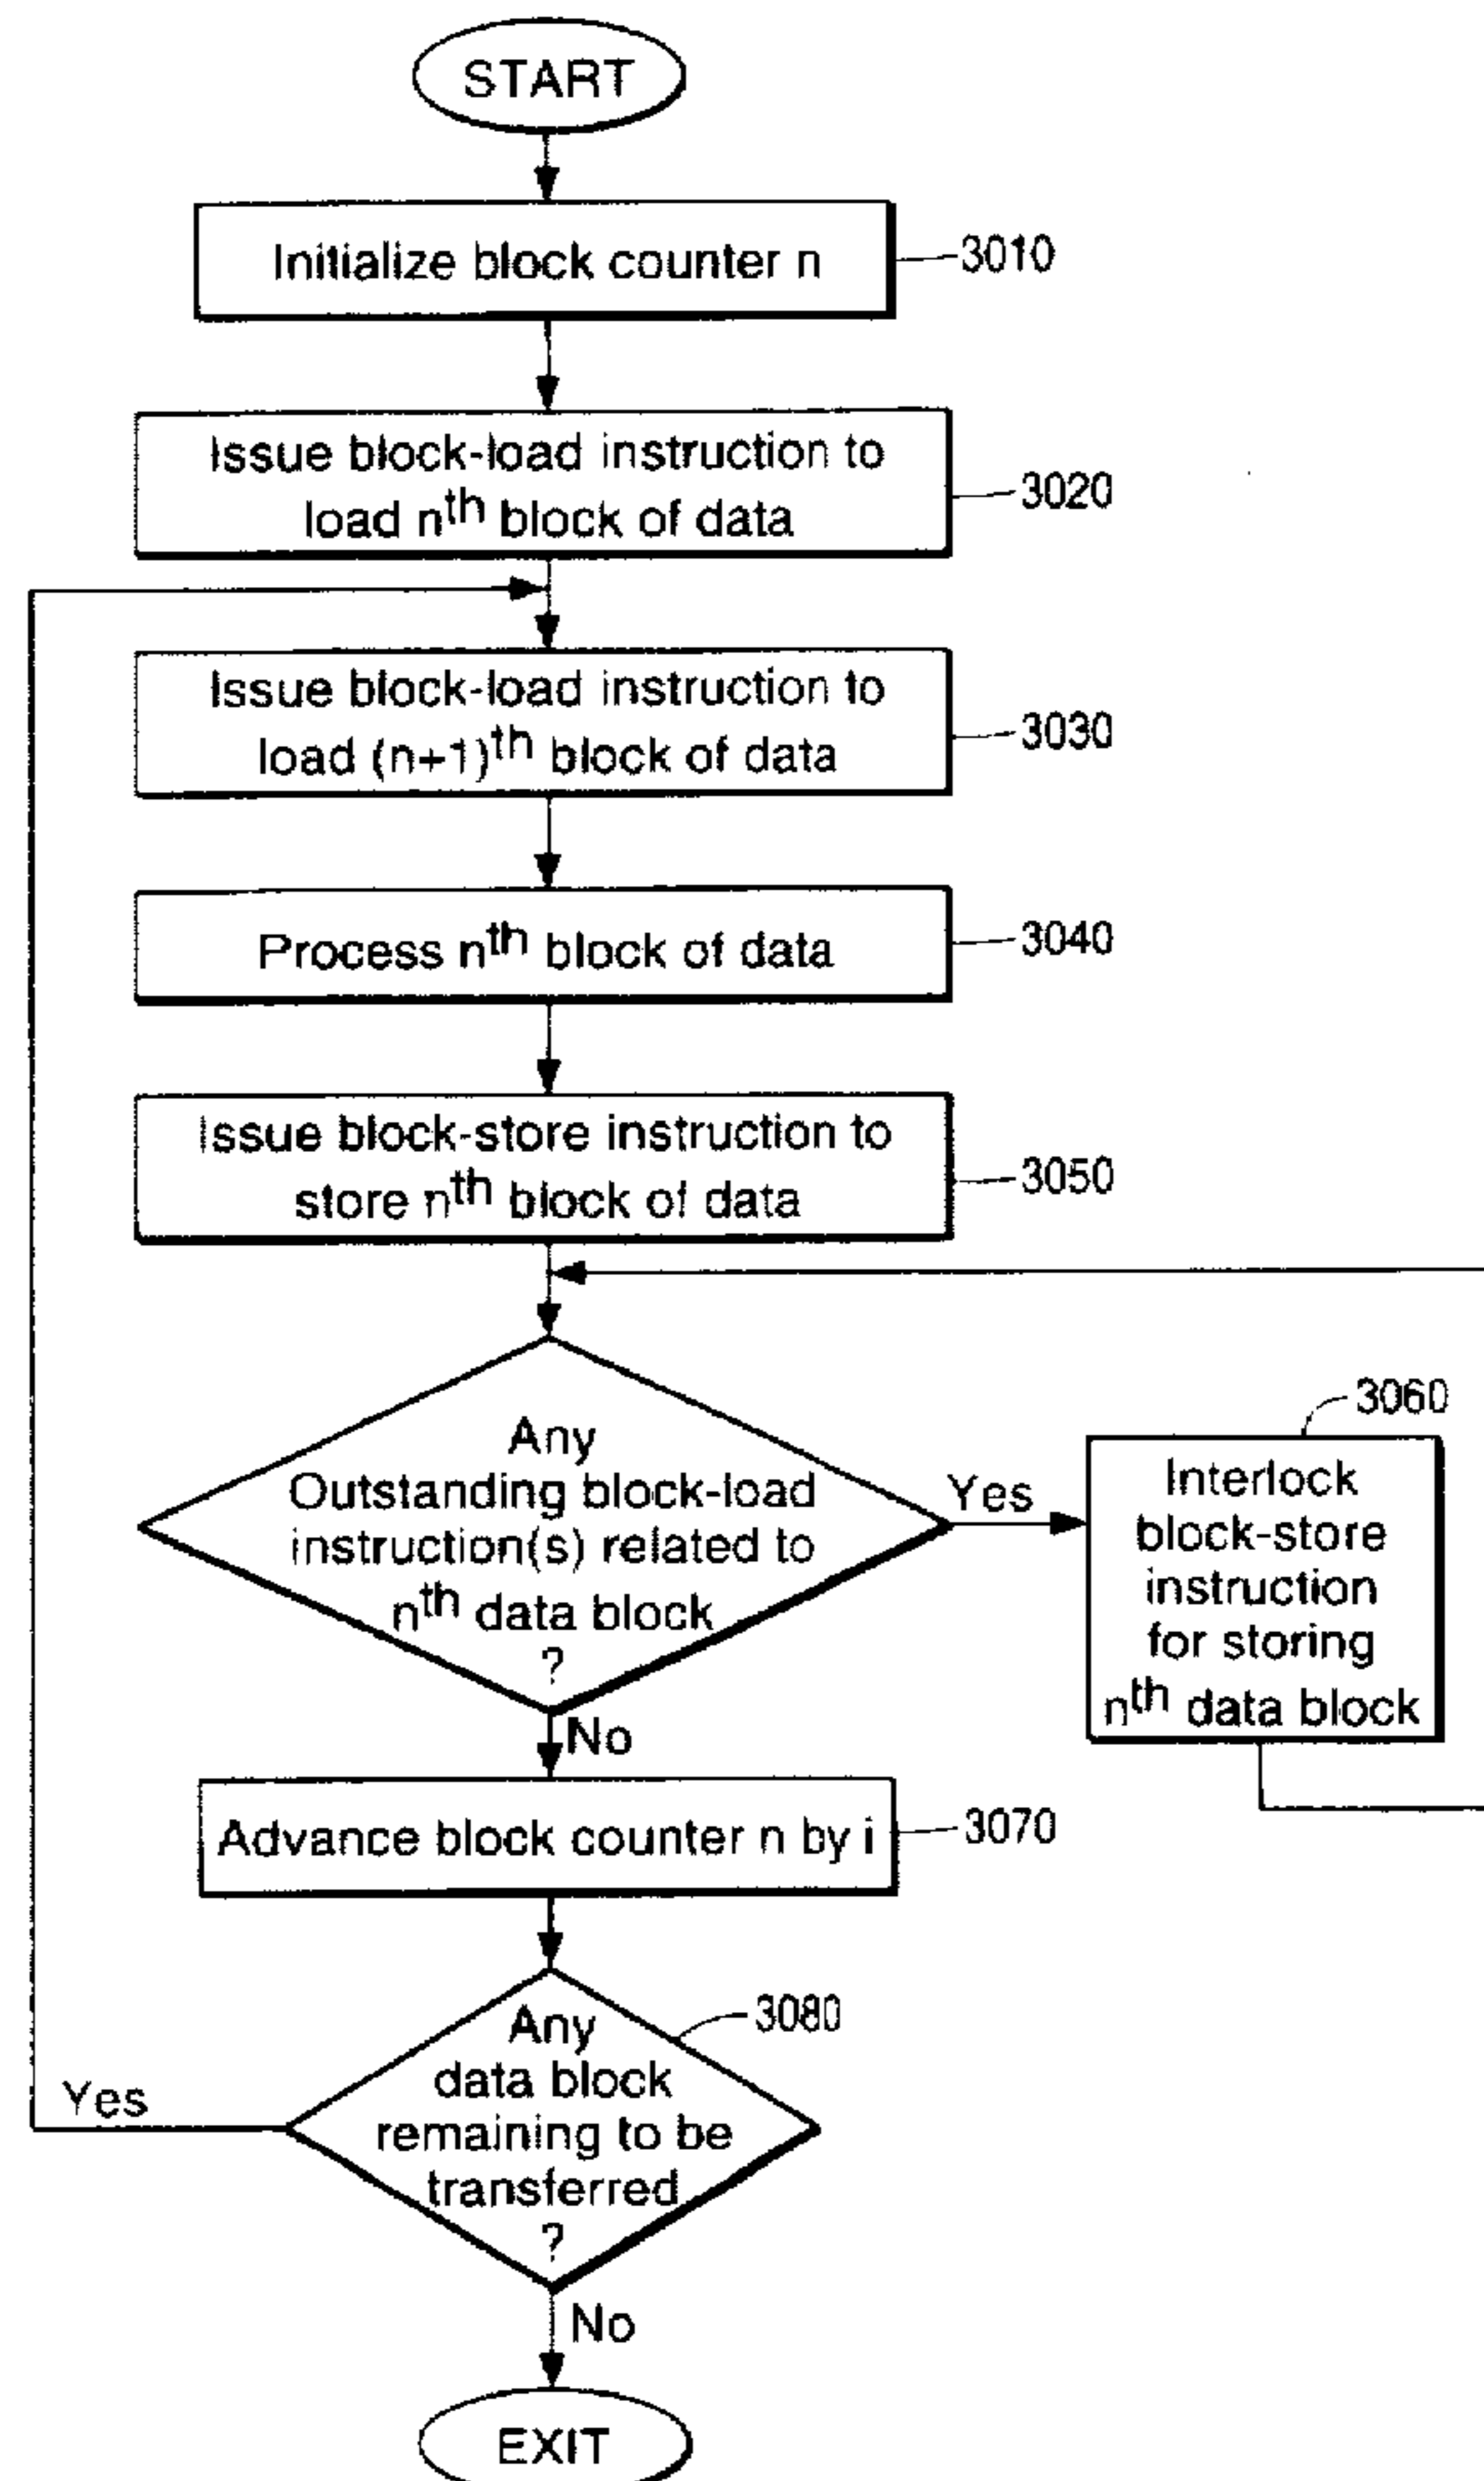 START
Initialize block counter n
3010
Issue block-load instruction to
load nth block of data
3020
Issue block-load instruction to
load (n+1)th block of data
3030
Process nth block of data
3040
Issue block-store instruction to
store nth block of data
3050
Any
Outstanding block-load
instruction(s) related to
nth data block
?
Yes
3060
Interlock
block-store
instruction
for storing
nth data block
No
Advance block counter n by i
3070
Any
data block
remaining to be
transferred
?
3080
Yes
No
EXIT